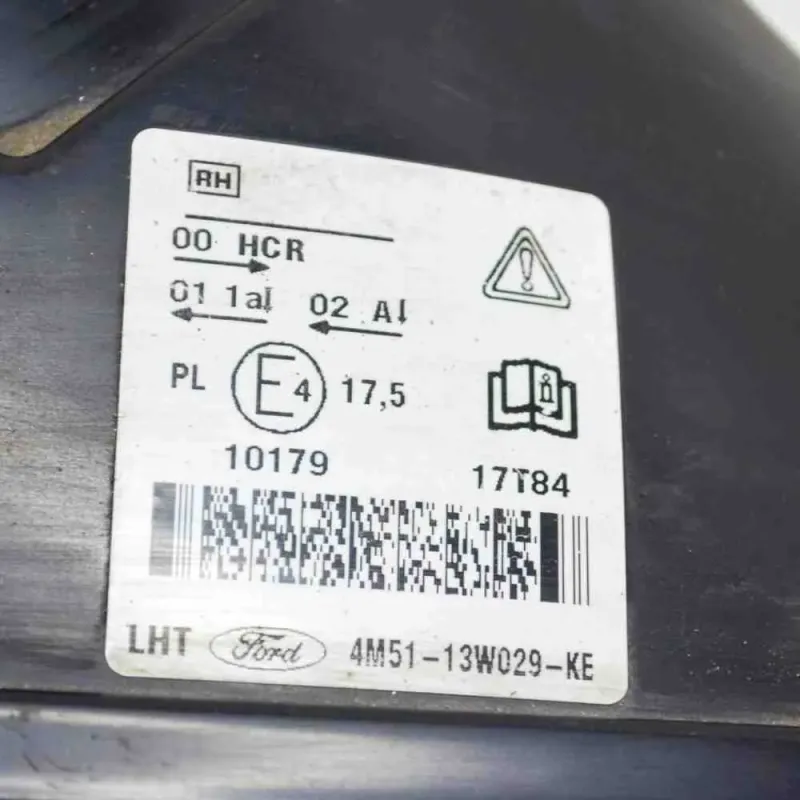 RH
00 HCR
01 1a 02 A
PL E4 17,5
10179 17T84
LHT Ford 4M51-13W029-KE